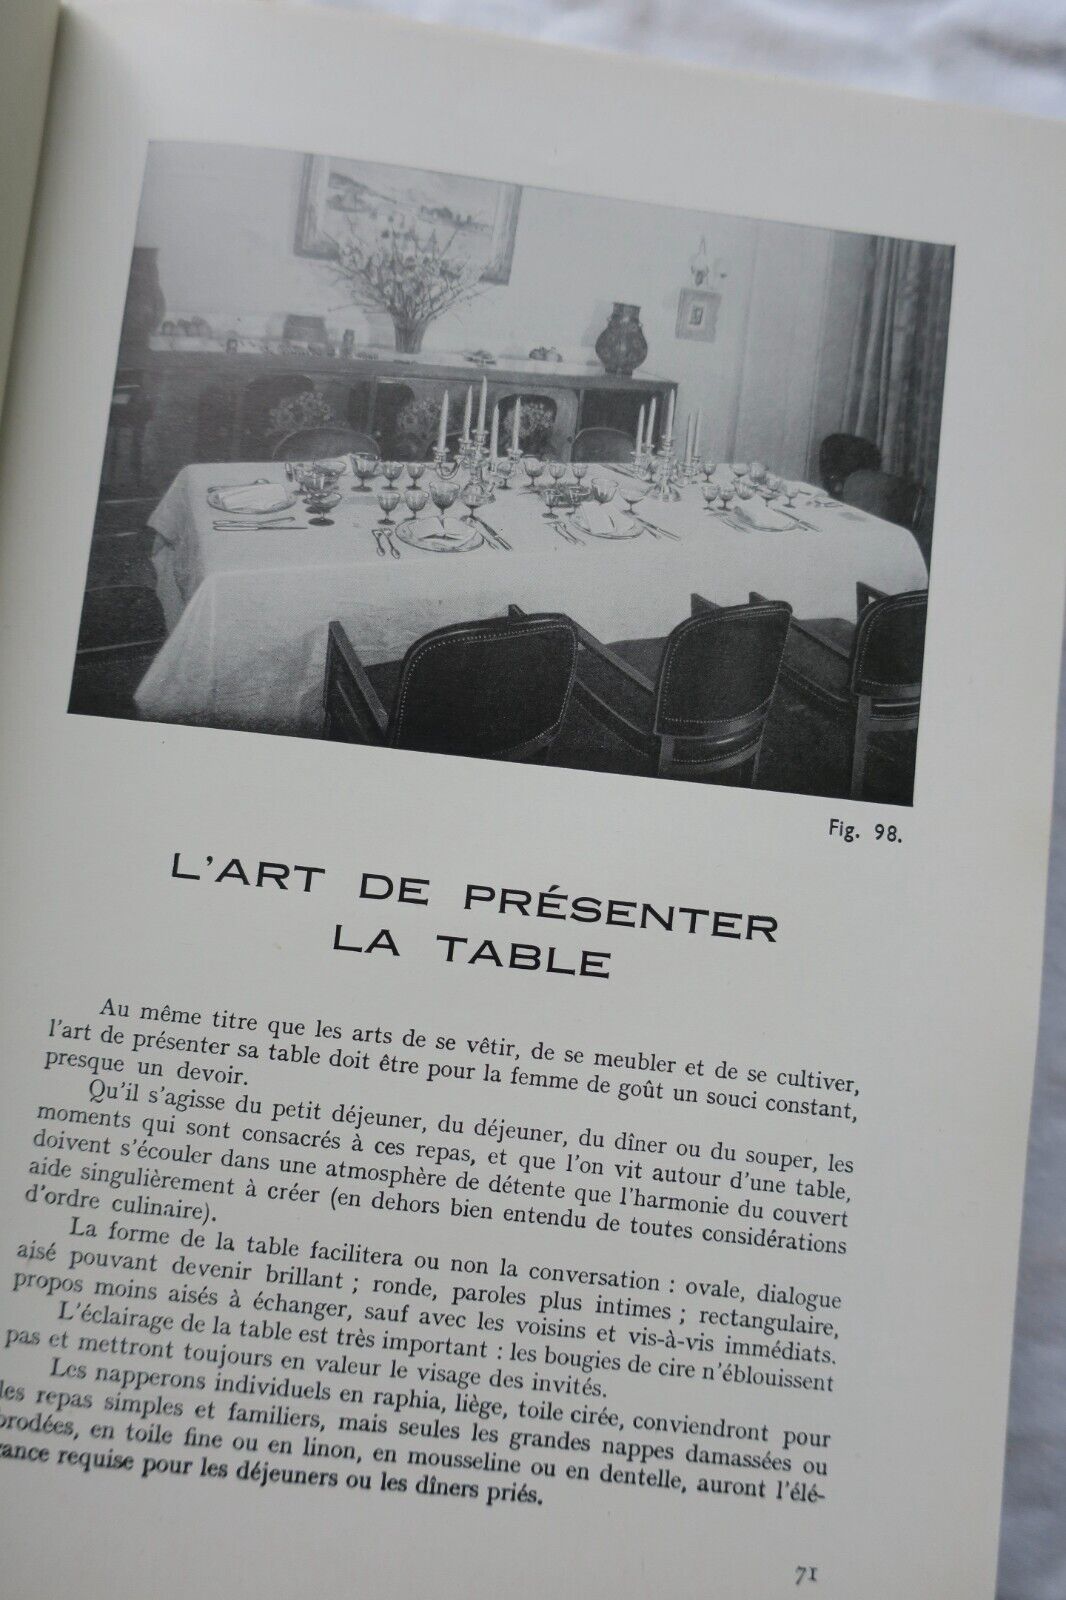 Fig. 98.
L'ART DE PRÉSENTER
LA TABLE
Au même titre que les arts de se vêtir, de se meubler et de se cultiver,
l'art de présenter sa table doit être pour la femme de goût un souci constant,
presque un devoir.
Qu'il s'agisse du petit déjeuner, du déjeuner, du dîner ou du souper, les
moments qui sont consacrés à ces repas, et que l'on vit autour d'une table,
doivent s'écouler dans une atmosphère de détente que l'harmonie du couvert
aide singulièrement à créer (en dehors bien entendu de toutes considérations
d'ordre culinaire).
La forme de la table facilitera ou non la conversation : ovale, dialogue
aisé pouvant devenir brillant ; ronde, paroles plus intimes ; rectangulaire,
propos moins aisés à échanger, sauf avec les voisins et vis-à-vis immédiats.
L'éclairage de la table est très important : les bougies de cire n'éblouissent
pas et mettront toujours en valeur le visage des invités.
Les napperons individuels en raphia, liège, toile cirée, conviendront pour
les repas simples et familiers, mais seules les grandes nappes damassées ou
brodées, en toile fine ou en linon, en mousseline ou en dentelle, auront l'élé-
gance requise pour les déjeuners ou les dîners priés.
71